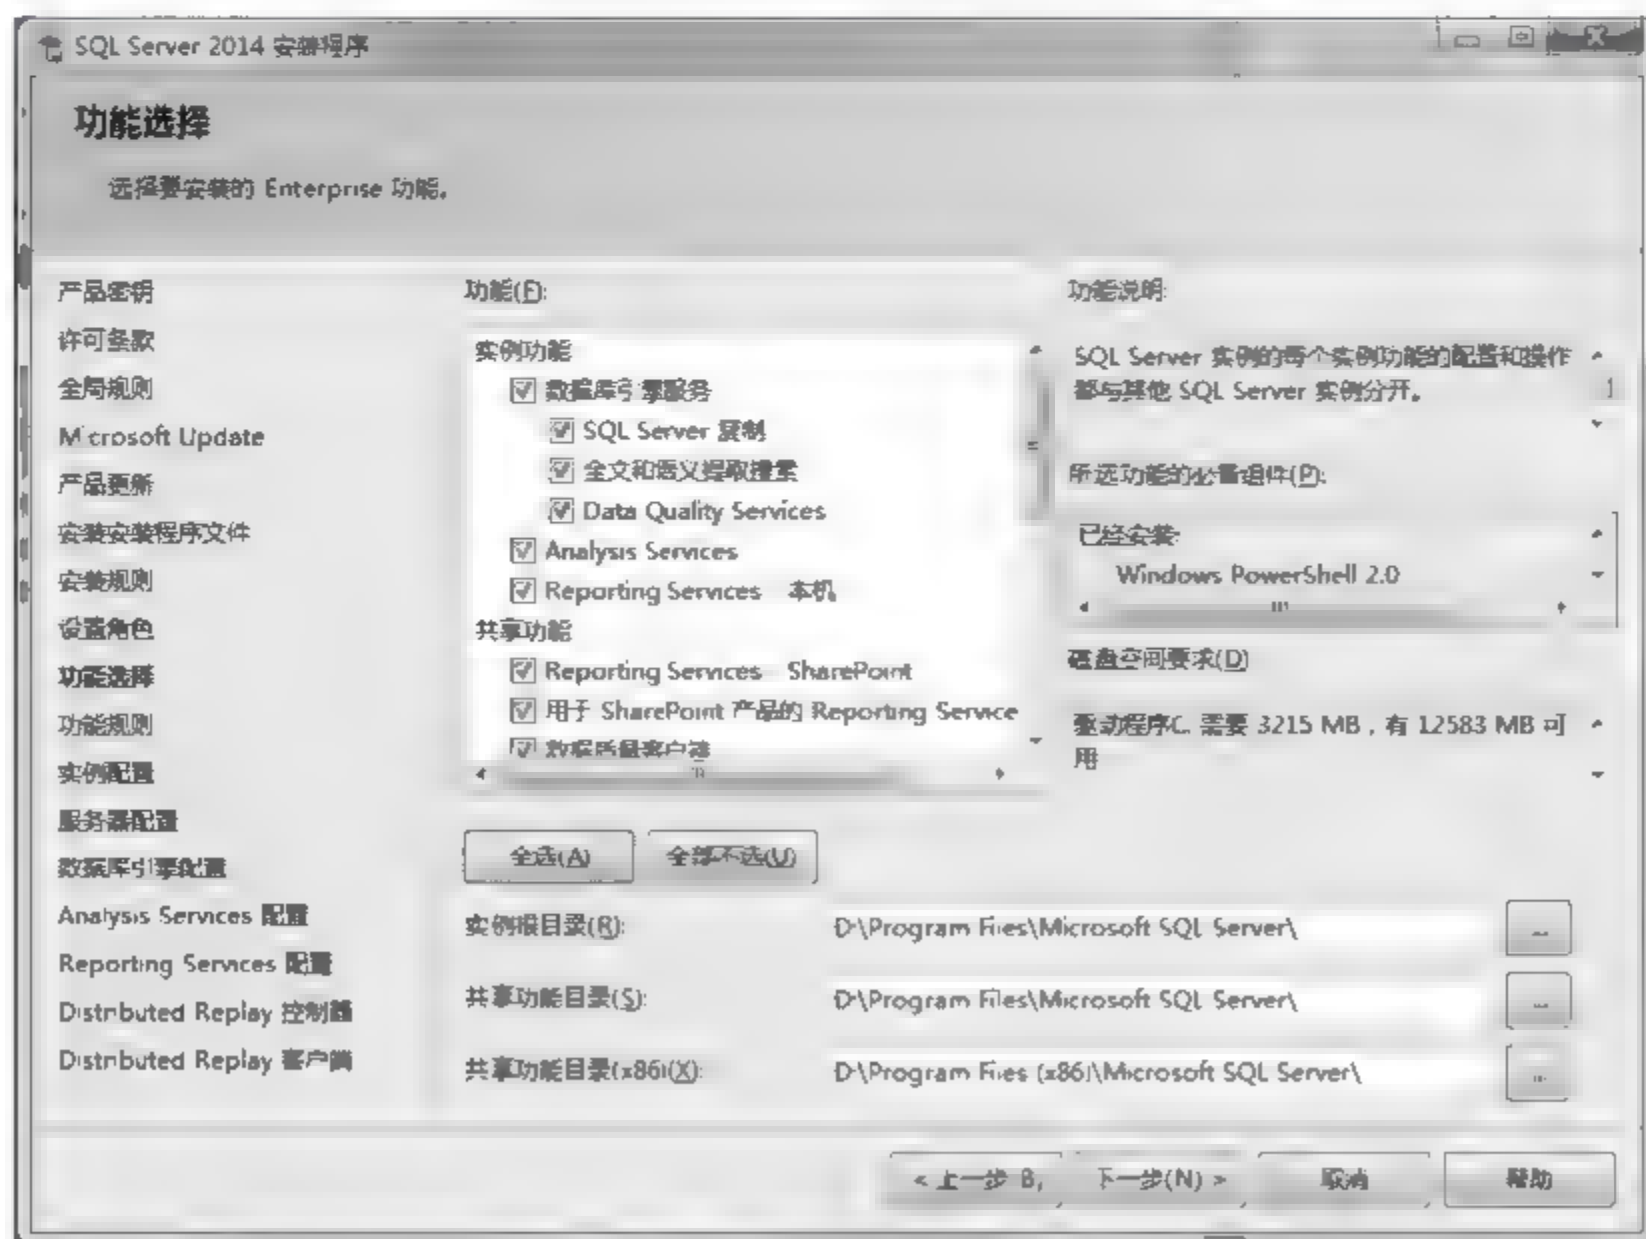 SQL Server 2014 安装程序
功能选择
选择要安装的 Enterprise 功能。
产品密钥
许可条款
全局规则
Microsoft Update
产品更新
安装安装程序文件
安装规则
设置角色
功能选择
功能规则
实例配置
服务器配置
数据库引擎配置
Analysis Services 配置
Reporting Services 配置
Distributed Replay 控制器
Distributed Replay 客户端
功能(F):
实例功能
数据库引擎服务
SQL Server 复制
全文和语义提取搜索
Data Quality Services
Analysis Services
Reporting Services 本机
共享功能
Reporting Services SharePoint
用于 SharePoint 产品的 Reporting Service
数据质量客户端
全选(A)
全部不选(U)
功能说明:
SQL Server 实例的每个实例功能的配置和操作
都与其他 SQL Server 实例分开。
所选功能的必备组件(P):
已经安装:
Windows PowerShell 2.0
磁盘空间要求(D)
驱动程序C: 需要 3215 MB，有 12583 MB 可
用
实例根目录(R): D:\Program Files\Microsoft SQL Server\ ...
共享功能目录(S): D:\Program Files\Microsoft SQL Server\ ...
共享功能目录(x86)(X): D:\Program Files (x86)\Microsoft SQL Server\ ...
< 上一步(B) 下一步(N) > 取消 帮助